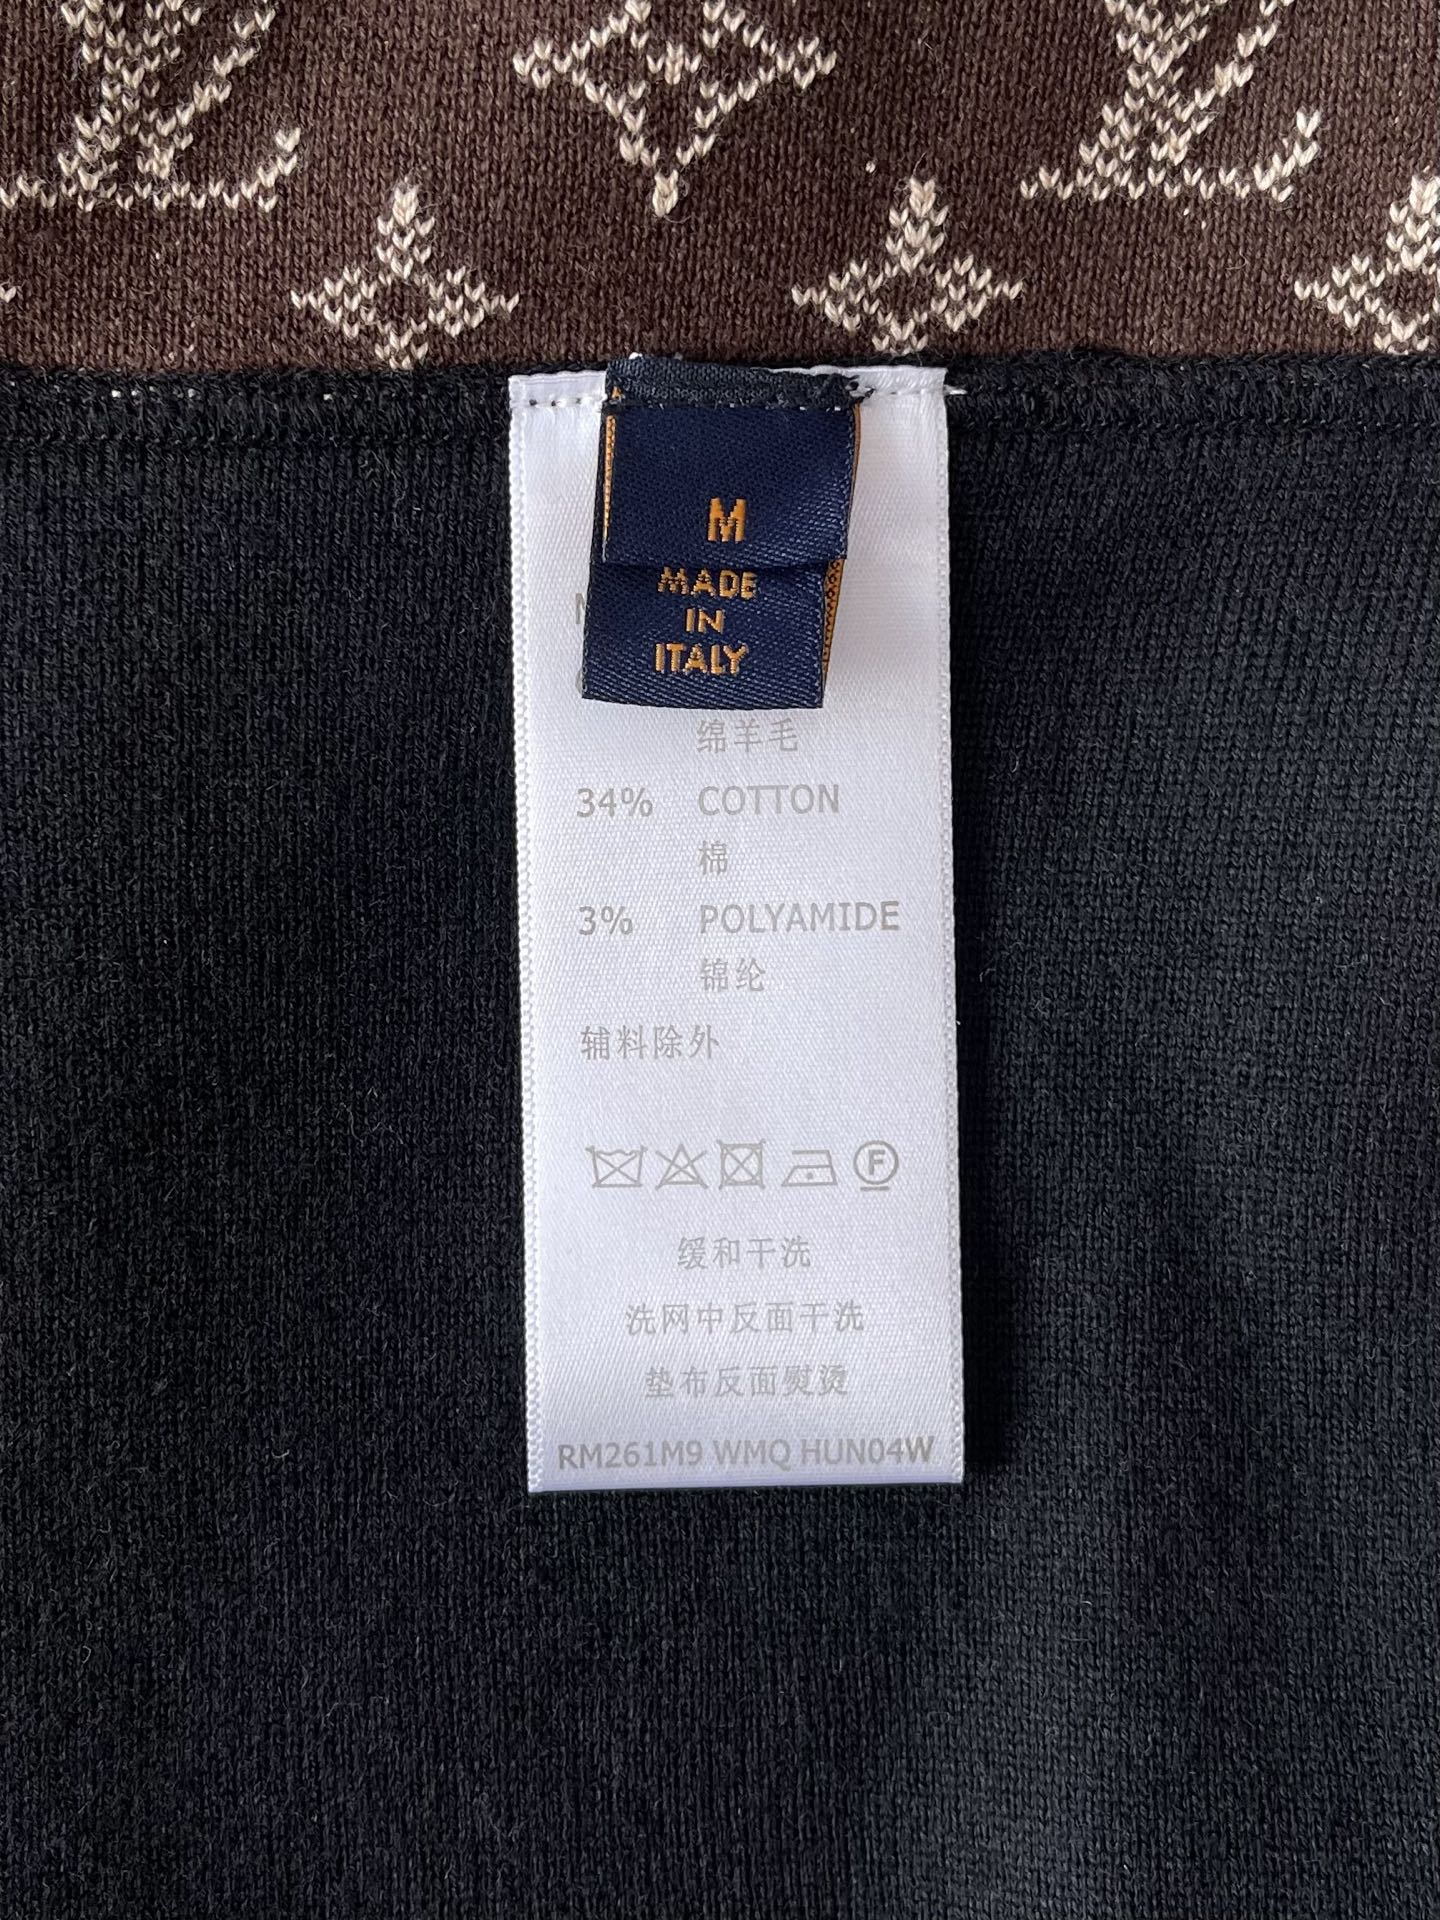 M
MADE
IN
ITALY
绵羊毛
34% COTTON
棉
3% POLYAMIDE
锦纶
辅料除外
F
缓和干洗
洗网中反面干洗
垫布反面熨烫
RM261M9 WMQ HUN04W